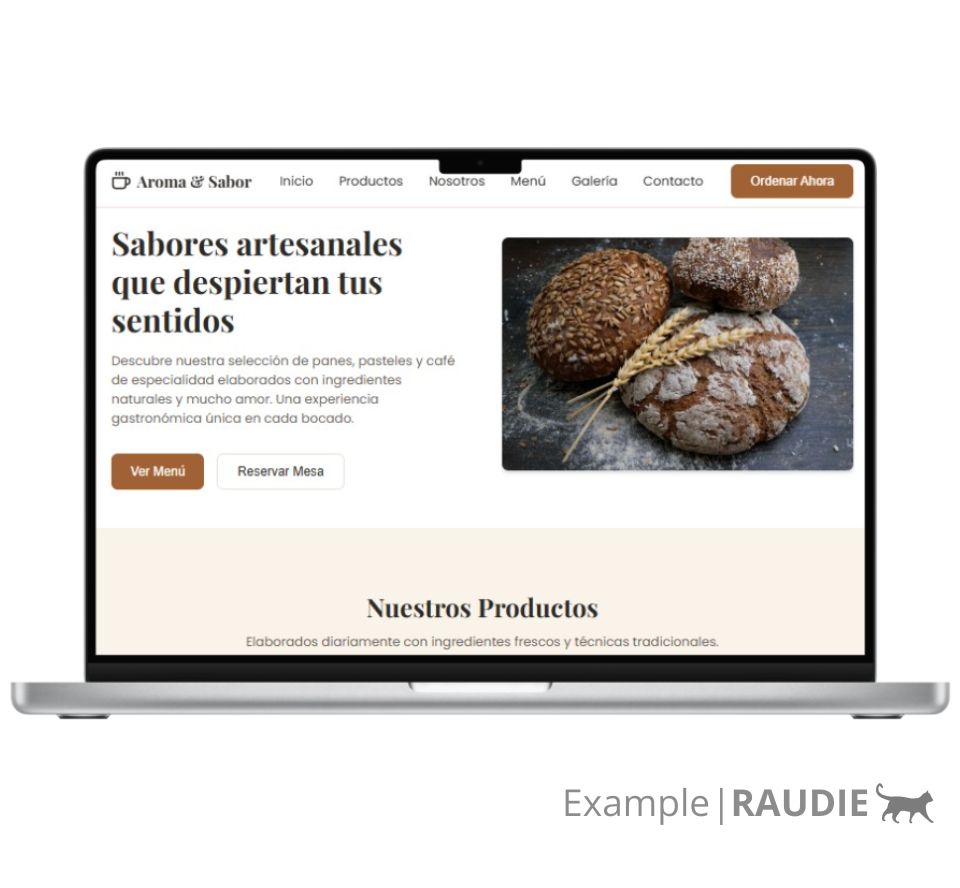 Aroma & Sabor Inicio Productos Nosotros Menú Galería Contacto Ordenar Ahora
Sabores artesanales
que despiertan tus
sentidos
Descubre nuestra selección de panes, pasteles y café
de especialidad elaborados con ingredientes
naturales y mucho amor. Una experiencia
gastronómica única en cada bocado.
Ver Menú Reservar Mesa
Nuestros Productos
Elaborados diariamente con ingredientes frescos y técnicas tradicionales.
Example|RAUDIE